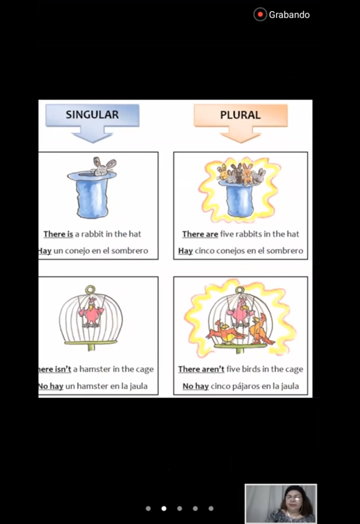 Grabando
SINGULAR
PLURAL
There is a rabbit in the hat
Hay un conejo en el sombrero
There are five rabbits in the hat
Hay cinco conejos en el sombrero
here isn't a hamster in the cage
No hay un hamster en la jaula
There aren't five birds in the cage
No hay cinco pájaros en la jaula